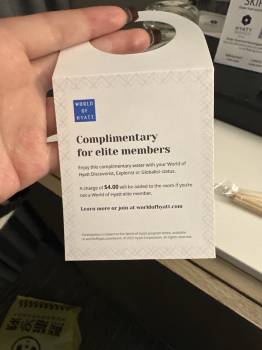 WORLD
OF
HYATT
Complimentary
for elite members
Enjoy this complimentary water with your World of
Hyatt Discoverist, Explorist or Globalist status.
A charge of $4.00 will be added to the room if you're
not a World of Hyatt elite member.
Learn more or join at worldofhyatt.com
HYATT